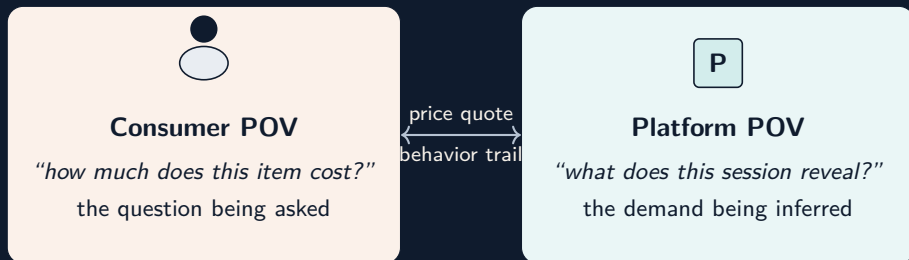 Consumer POV
“how much does this item cost?”
the question being asked
price quote
behavior trail
P
Platform POV
“what does this session reveal?”
the demand being inferred